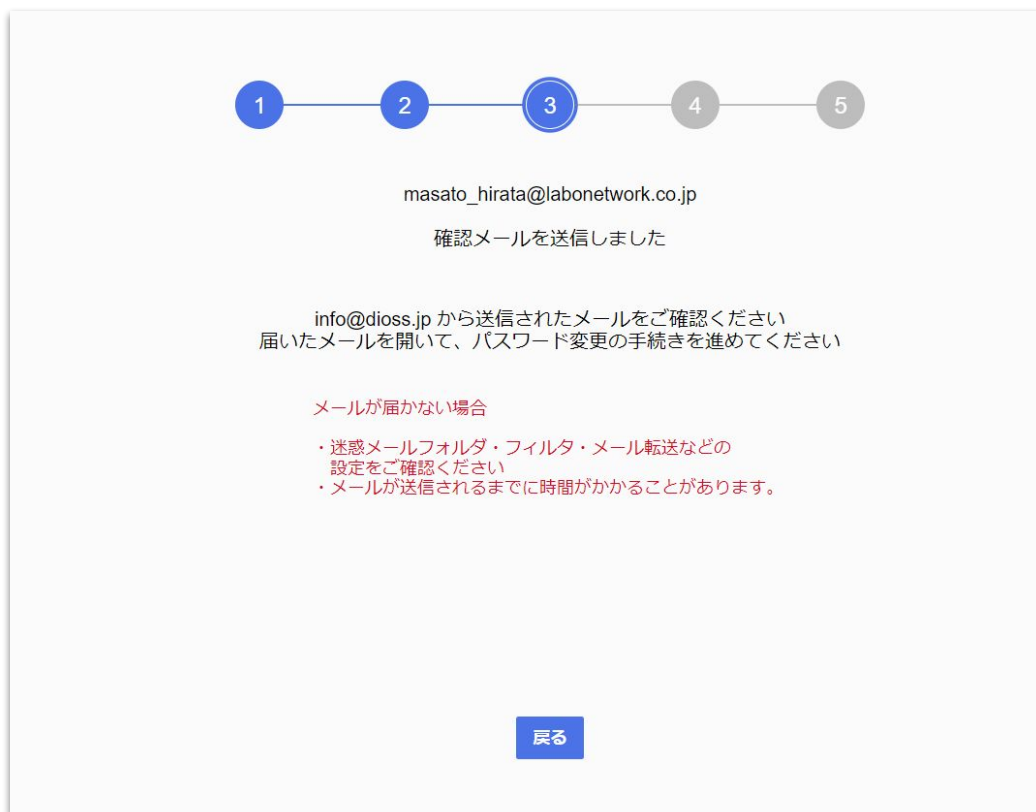 1 2 3 4 5
masato_hirata@labonetwork.co.jp
確認メールを送信しました
info@dioss.jp から送信されたメールをご確認ください
届いたメールを開いて、パスワード変更の手続きを進めてください
メールが届かない場合
・迷惑メールフォルダ・フィルタ・メール転送などの
設定をご確認ください
・メールが送信されるまでに時間がかかることがあります。
戻る